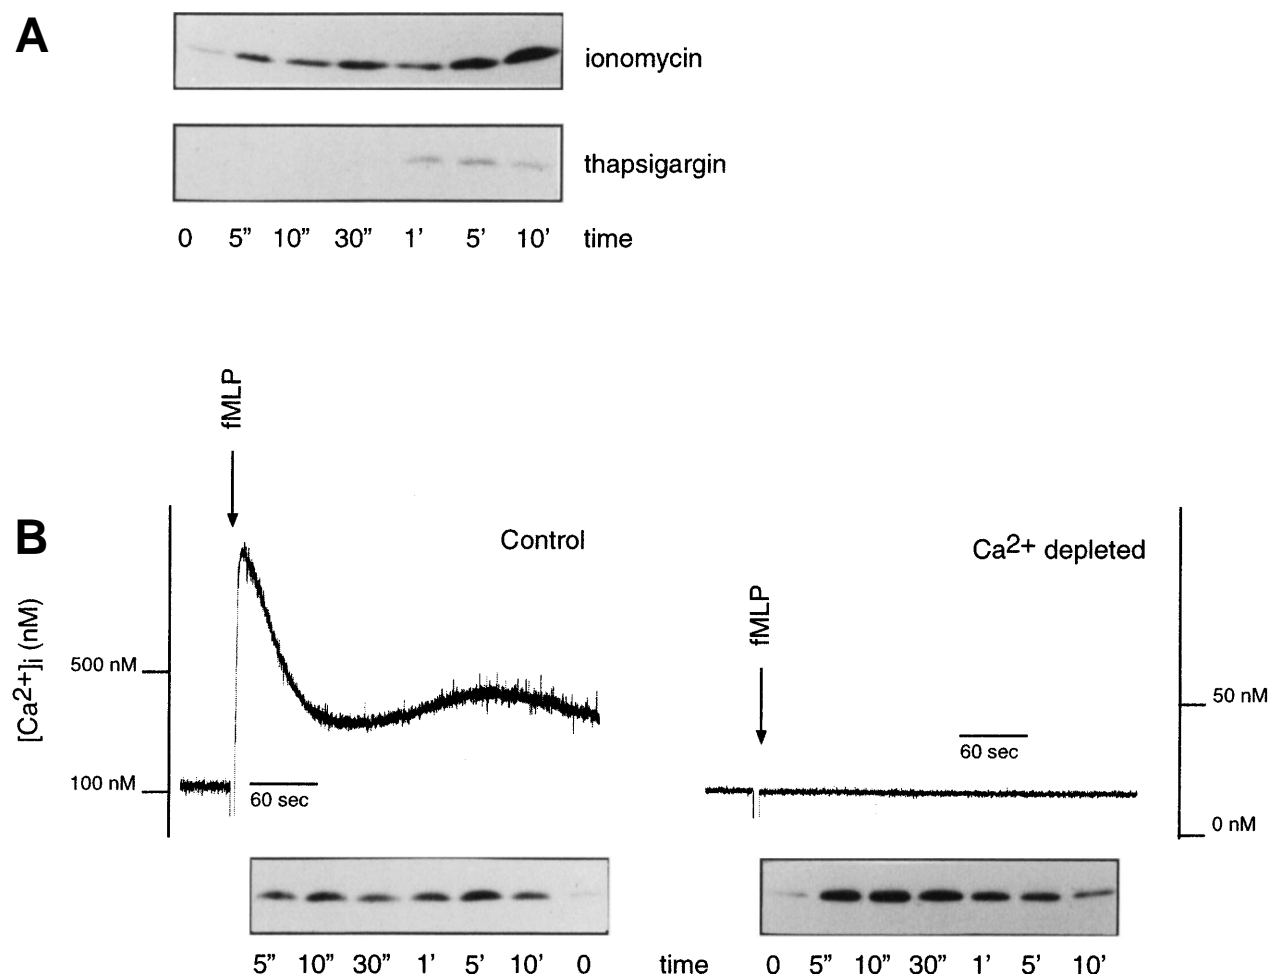 A
ionomycin
thapsigargin
0 5” 10” 30” 1’ 5’ 10’ time
fMLP
B
Control
[Ca2+]i (nM)
500 nM
100 nM
60 sec
Ca2+ depleted
fMLP
50 nM
60 sec
0 nM
5” 10” 30” 1’ 5’ 10’ 0 time 0 5” 10” 30” 1’ 5’ 10’